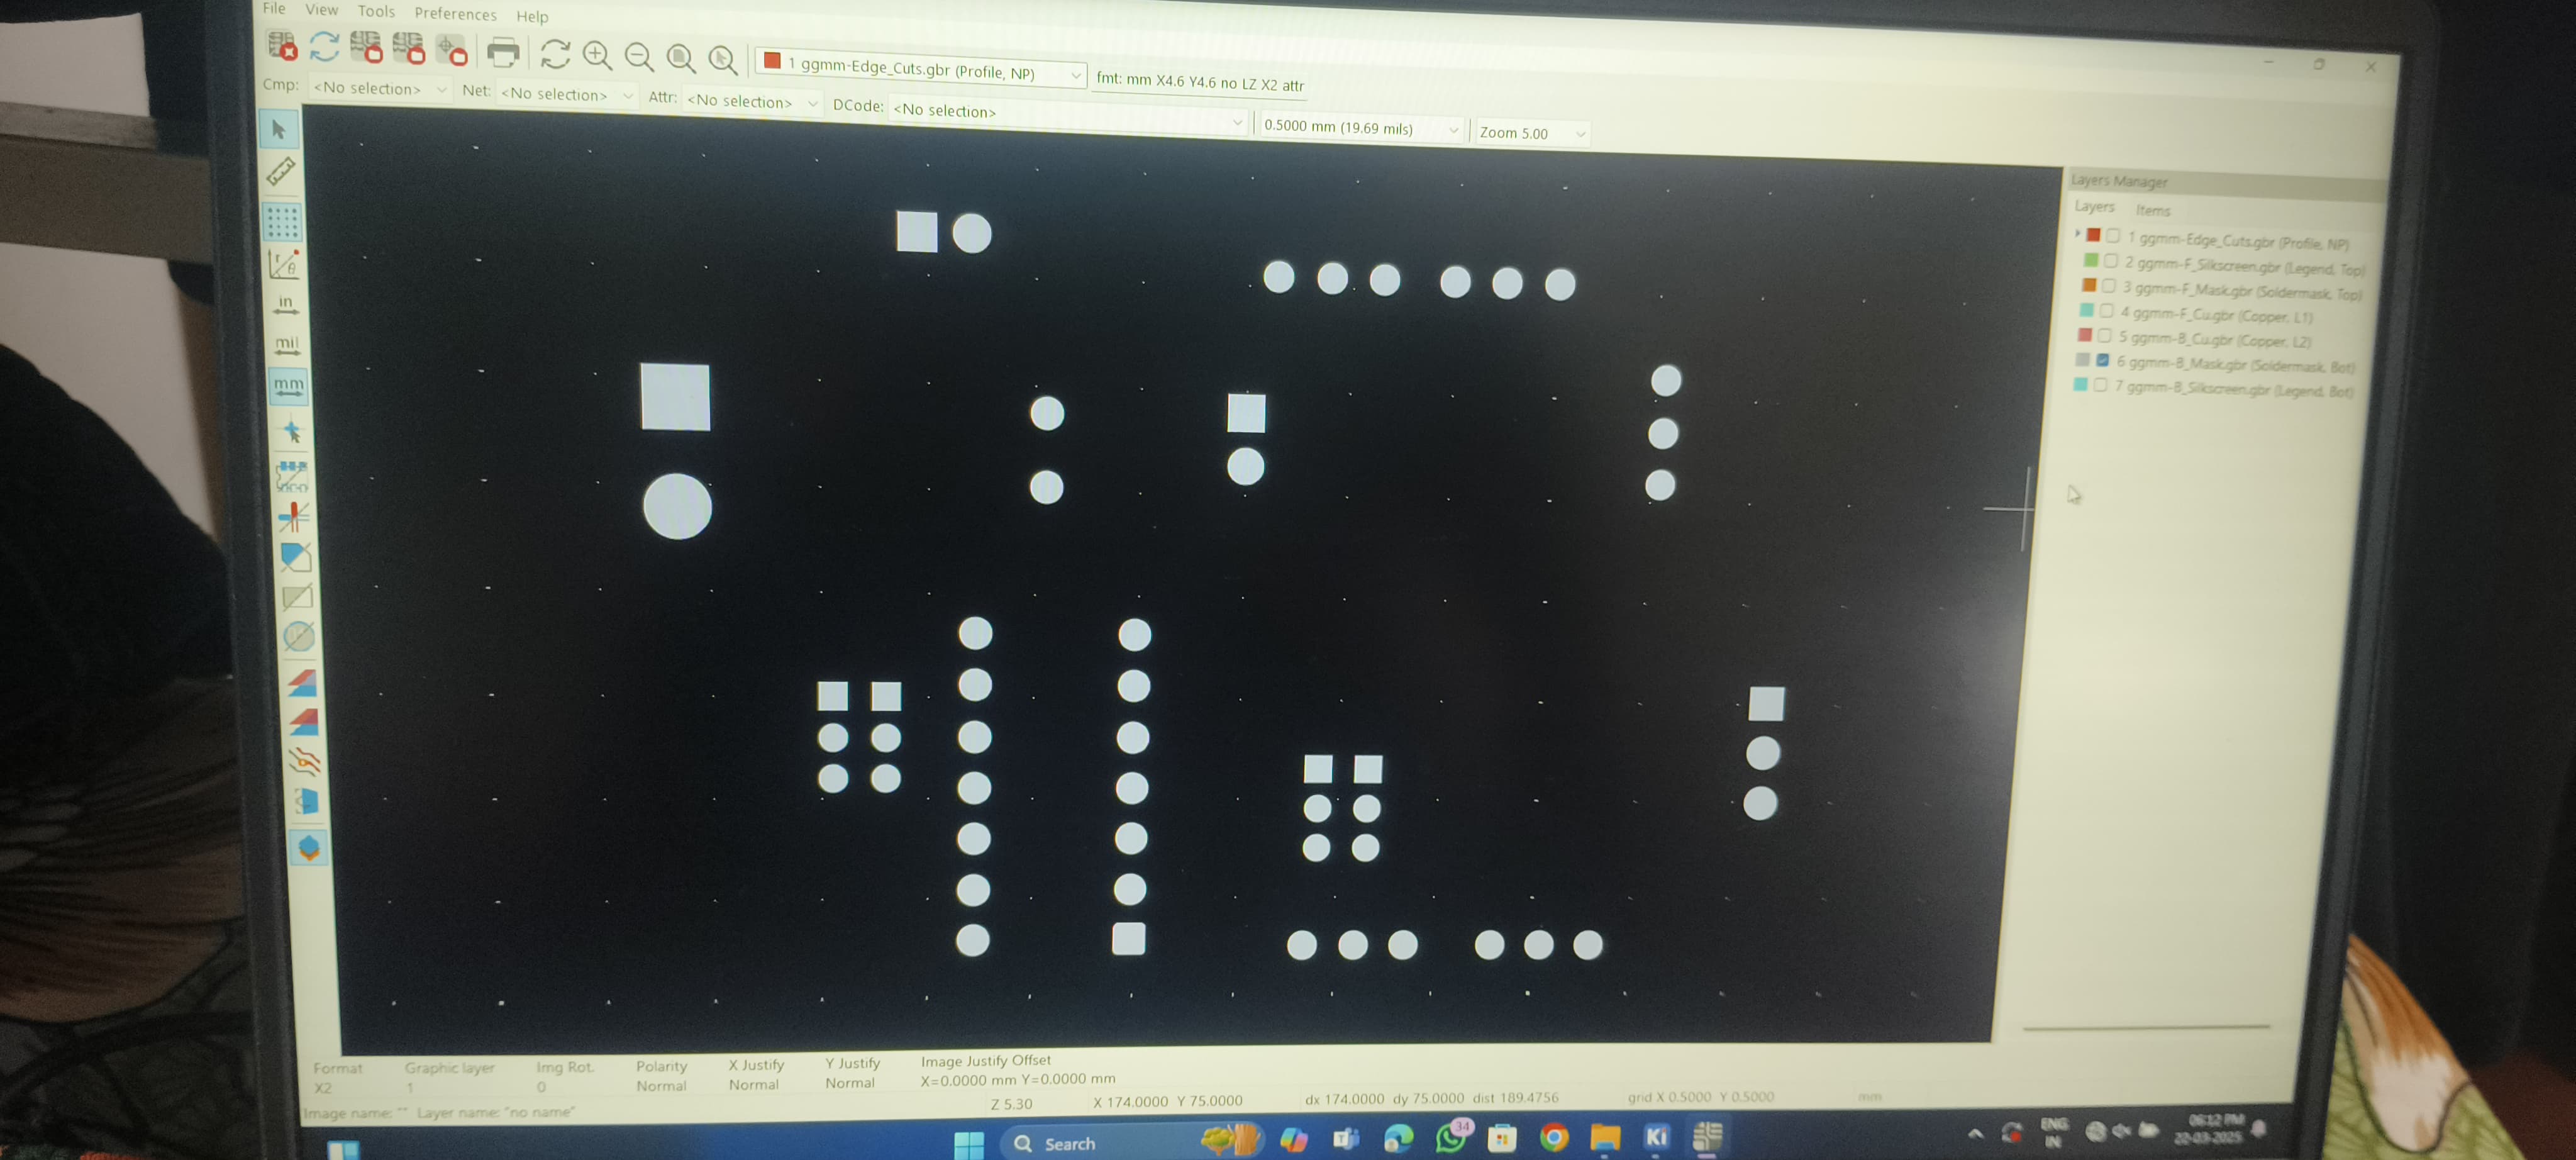 File View Tools Preferences Help
1 ggmm-Edge_Cuts.gbr (Profile, NP)
fmt: mm X4.6 Y4.6 no LZ X2 attr
Cmp: <No selection> Net: <No selection> Attr: <No selection> DCode: <No selection> 0.5000 mm (19.69 mils) Zoom 5.00
in
mil
mm
Layers Manager
Layers Items
1 ggmm-Edge_Cuts.gbr (Profile, NP)
2 ggmm-F_Silkscreen.gbr (Legend, Top)
3 ggmm-F_Mask.gbr (Soldermask, Top)
4 ggmm-F_Cu.gbr (Copper, L1)
5 ggmm-B_Cu.gbr (Copper, L2)
6 ggmm-B_Mask.gbr (Soldermask, Bot)
7 ggmm-B_Silkscreen.gbr (Legend, Bot)
Format Graphic layer Img Rot. Polarity X Justify Y Justify Image Justify Offset
X2 1 0 Normal Normal Normal X=0.0000 mm Y=0.0000 mm
Image name: "" Layer name: "no name"
Z 5.30 X 174.0000 Y 75.0000 dx 174.0000 dy 75.0000 dist 189.4756 grid X 0.5000 Y 0.5000 mm
Search
34
Ki
ENG
IN
06:12 PM
22-03-2025